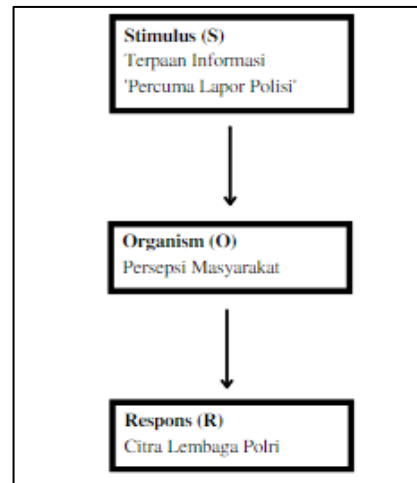 Stimulus (S)
Terpaan Informasi
'Percuma Lapor Polisi'
Organism (O)
Persepsi Masyarakat
Respons (R)
Citra Lembaga Polri